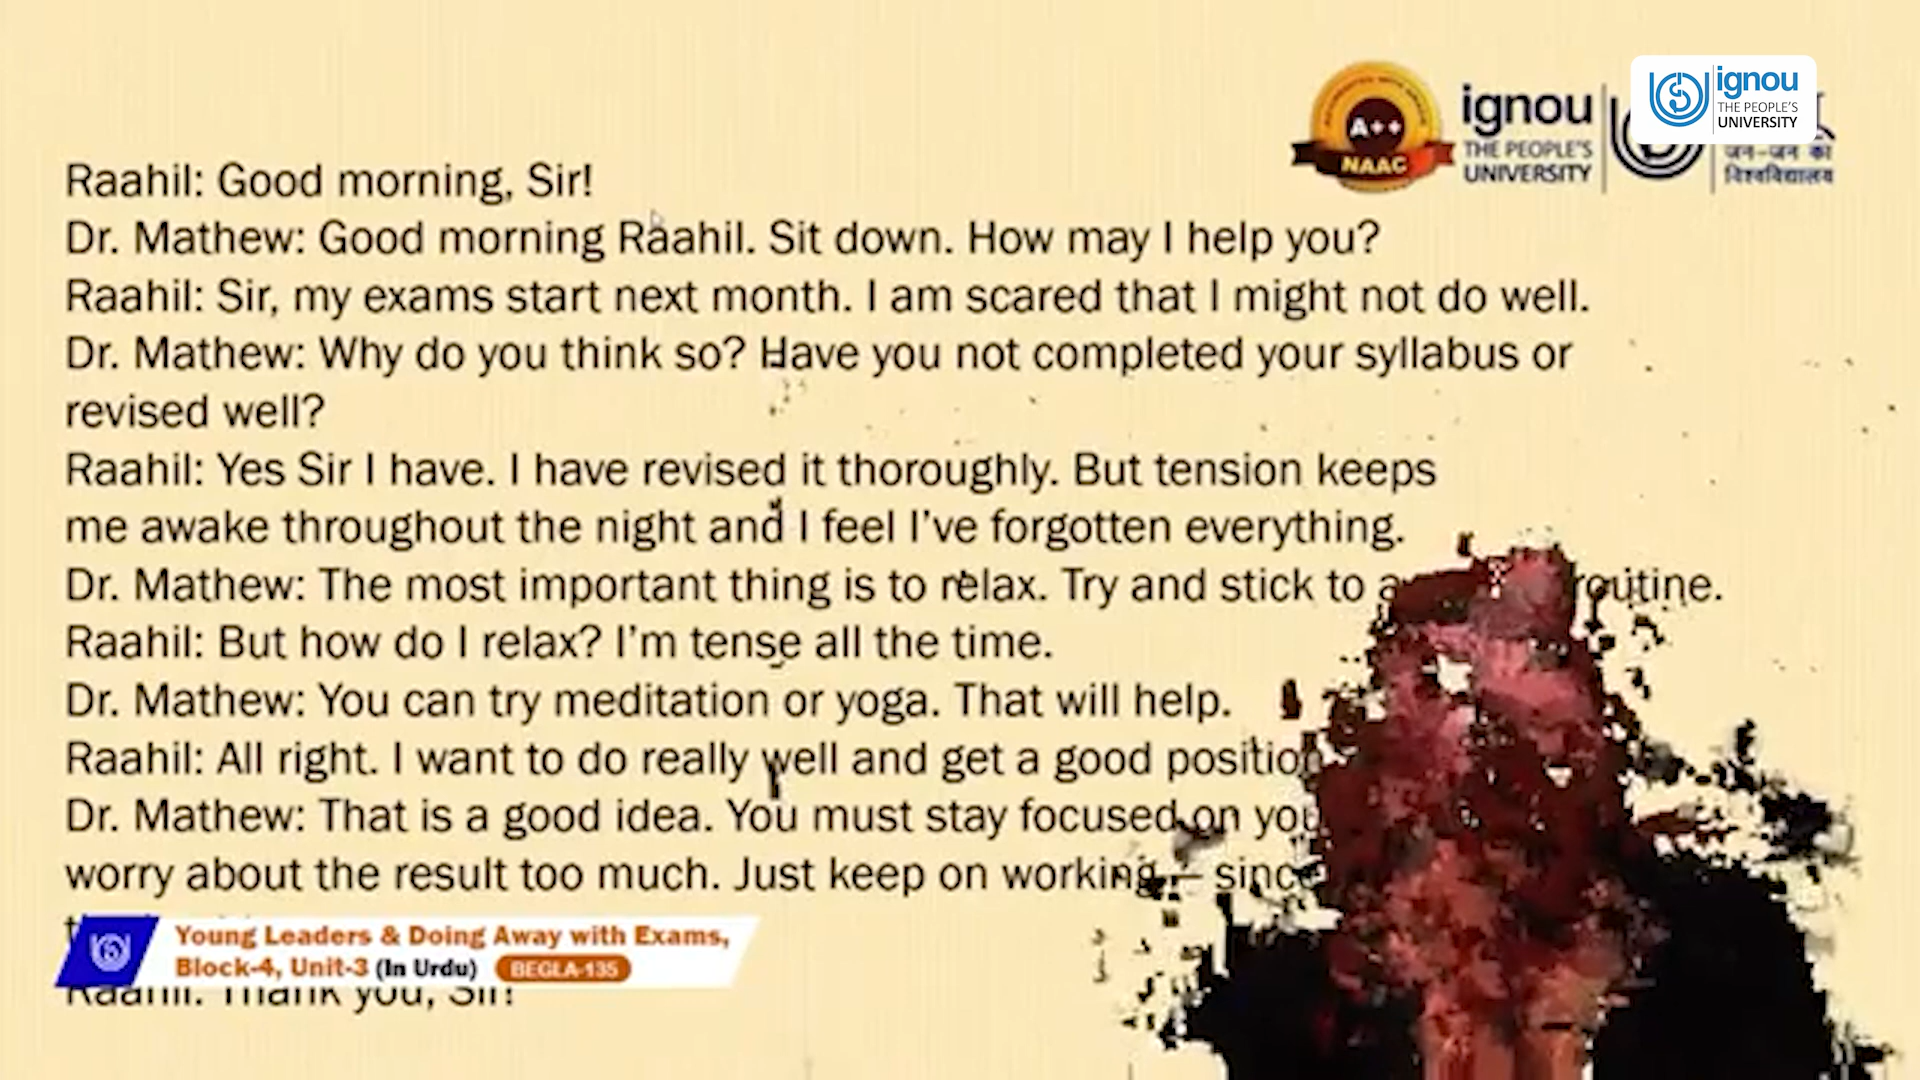 A++
NAAC
ignou
THE PEOPLE'S
UNIVERSITY
ignou
THE PEOPLE'S
UNIVERSITY
जन-जन का
विश्वविद्यालय
Raahil: Good morning, Sir!
Dr. Mathew: Good morning Raahil. Sit down. How may I help you?
Raahil: Sir, my exams start next month. I am scared that I might not do well.
Dr. Mathew: Why do you think so? Have you not completed your syllabus or
revised well?
Raahil: Yes Sir I have. I have revised it thoroughly. But tension keeps
me awake throughout the night and I feel I've forgotten everything.
Dr. Mathew: The most important thing is to relax. Try and stick to routine.
Raahil: But how do I relax? I'm tense all the time.
Dr. Mathew: You can try meditation or yoga. That will help.
Raahil: All right. I want to do really well and get a good
Dr. Mathew: That is a good idea. You must stay focused on
worry about the result too much. Just keep on working –
Young Leaders & Doing Away with Exams,
Block-4, Unit-3 (In Urdu) BEGLA-135
Raahil: Thank you, Sir!